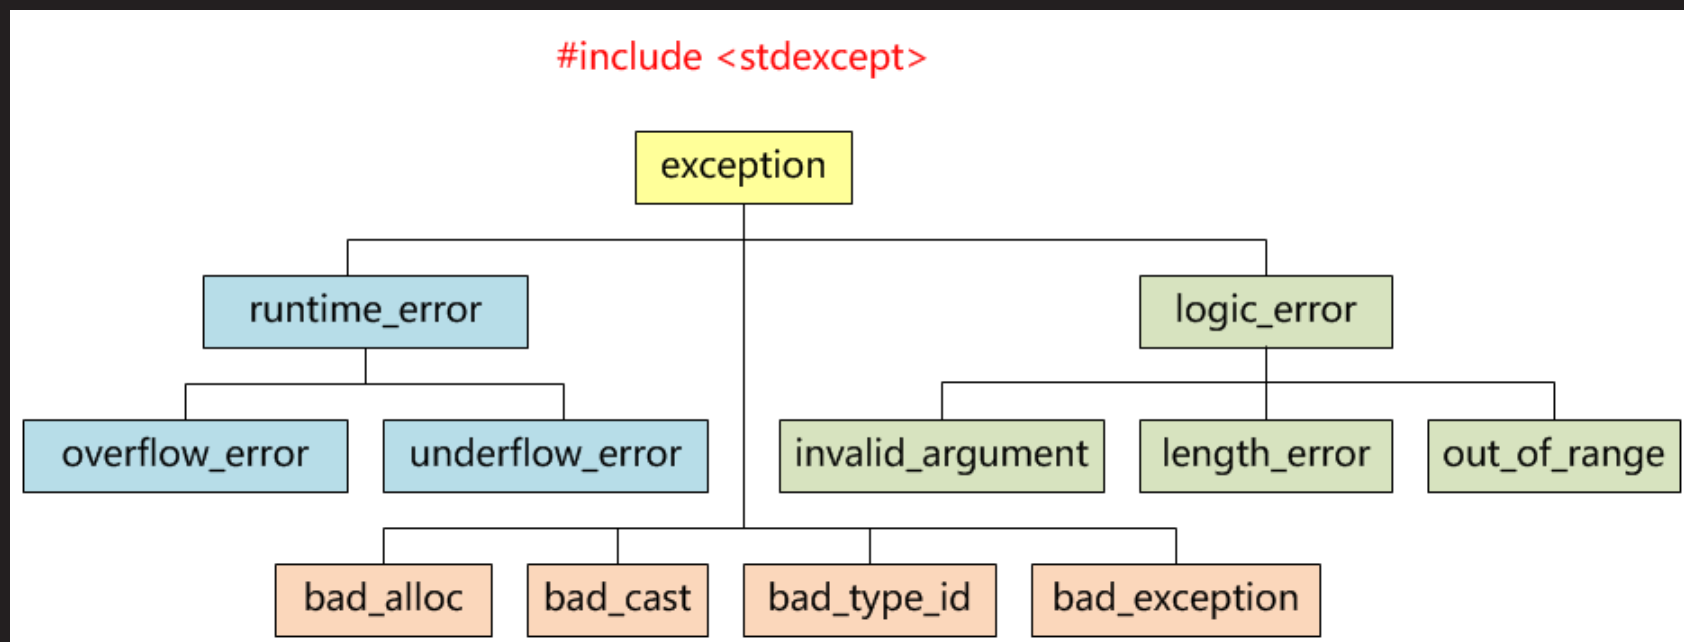 #include <stdexcept>
exception
runtime_error
logic_error
overflow_error
underflow_error
invalid_argument
length_error
out_of_range
bad_alloc
bad_cast
bad_type_id
bad_exception